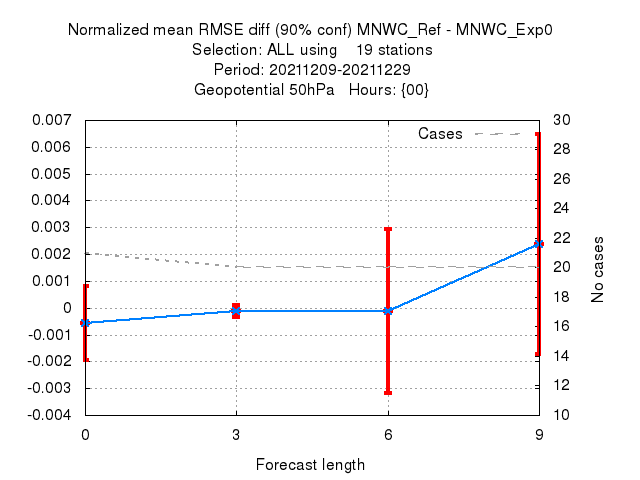 Normalized mean RMSE diff (90% conf) MNWC_Ref - MNWC_Exp0
Selection: ALL using 19 stations
Period: 20211209-20211229
Geopotential 50hPa Hours: {00}
Cases
0.007
0.006
0.005
0.004
0.003
0.002
0.001
0
-0.001
-0.002
-0.003
-0.004
30
28
26
24
22
20
18
16
14
12
10
No cases
0 3 6 9
Forecast length